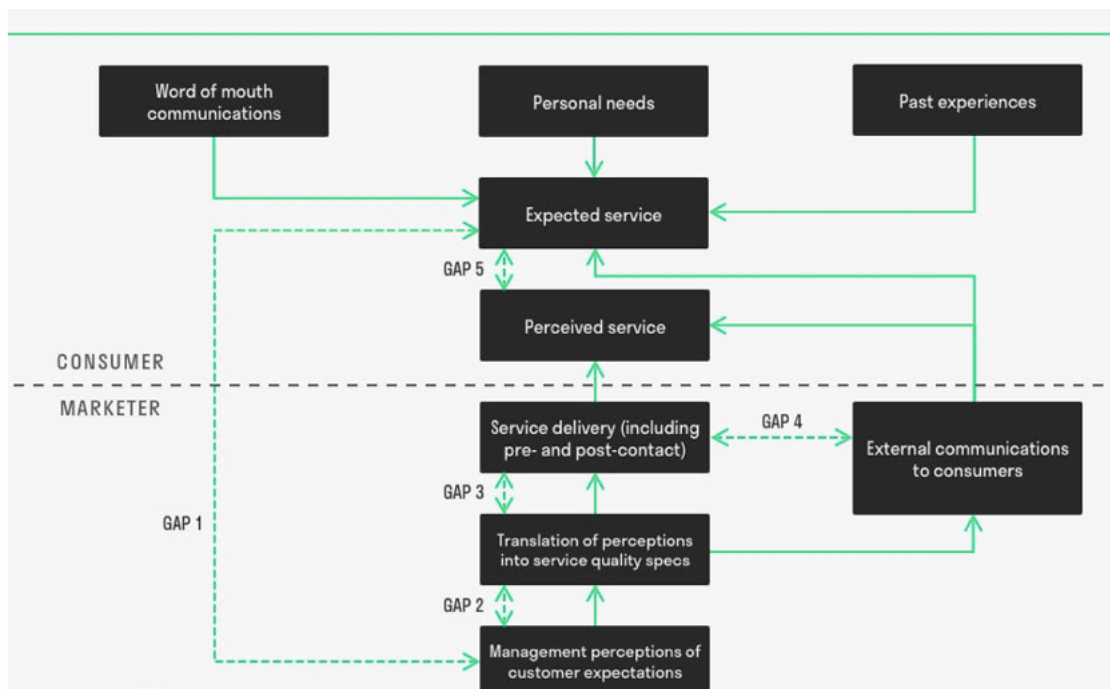 Word of mouth
communications
Personal needs
Past experiences
Expected service
GAP 5
Perceived service
CONSUMER
MARKETER
Service delivery (including
pre- and post-contact)
GAP 4
External communications
to consumers
GAP 3
GAP 1
Translation of perceptions
into service quality specs
GAP 2
Management perceptions of
customer expectations